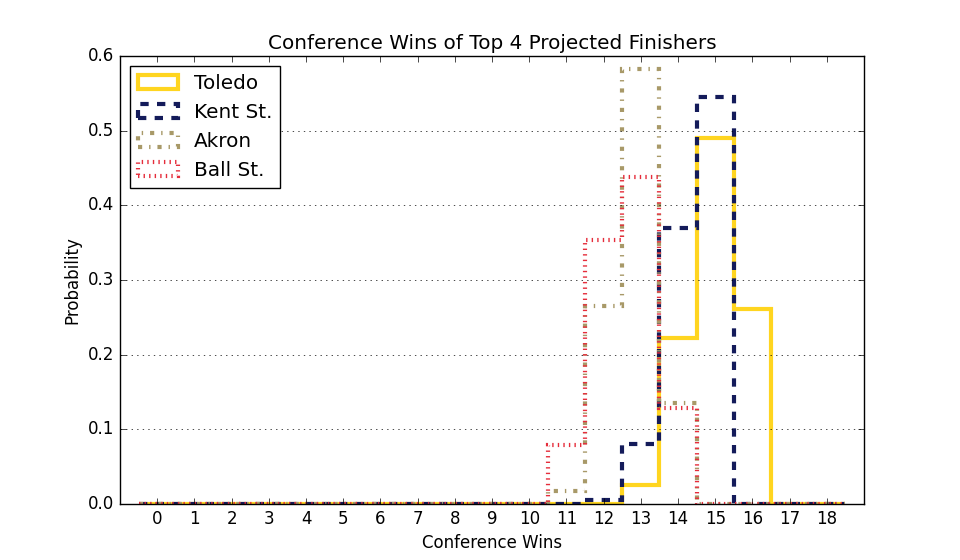 Conference Wins of Top 4 Projected Finishers
0.6
0.5
0.4
0.3
0.2
0.1
0.0
Probability
Toledo
Kent St.
Akron
Ball St.
0 1 2 3 4 5 6 7 8 9 10 11 12 13 14 15 16 17 18
Conference Wins